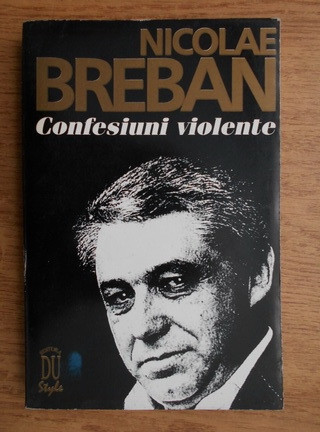 NICOLAE
BREBAN
Confesiuni violente
DU
Style